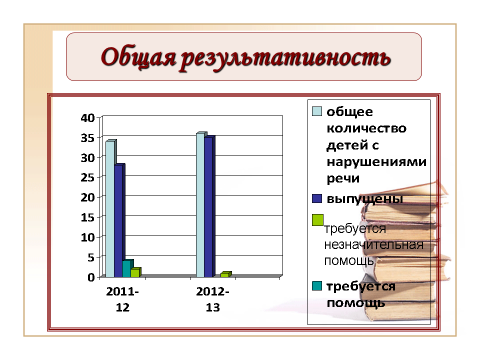 Общая результативность
40
35
30
25
20
15
10
5
0
2011-
12
2012-
13
общее
количество
детей с
нарушениями
речи
выпущены
требуется
незначительная
помощь
требуется
помощь